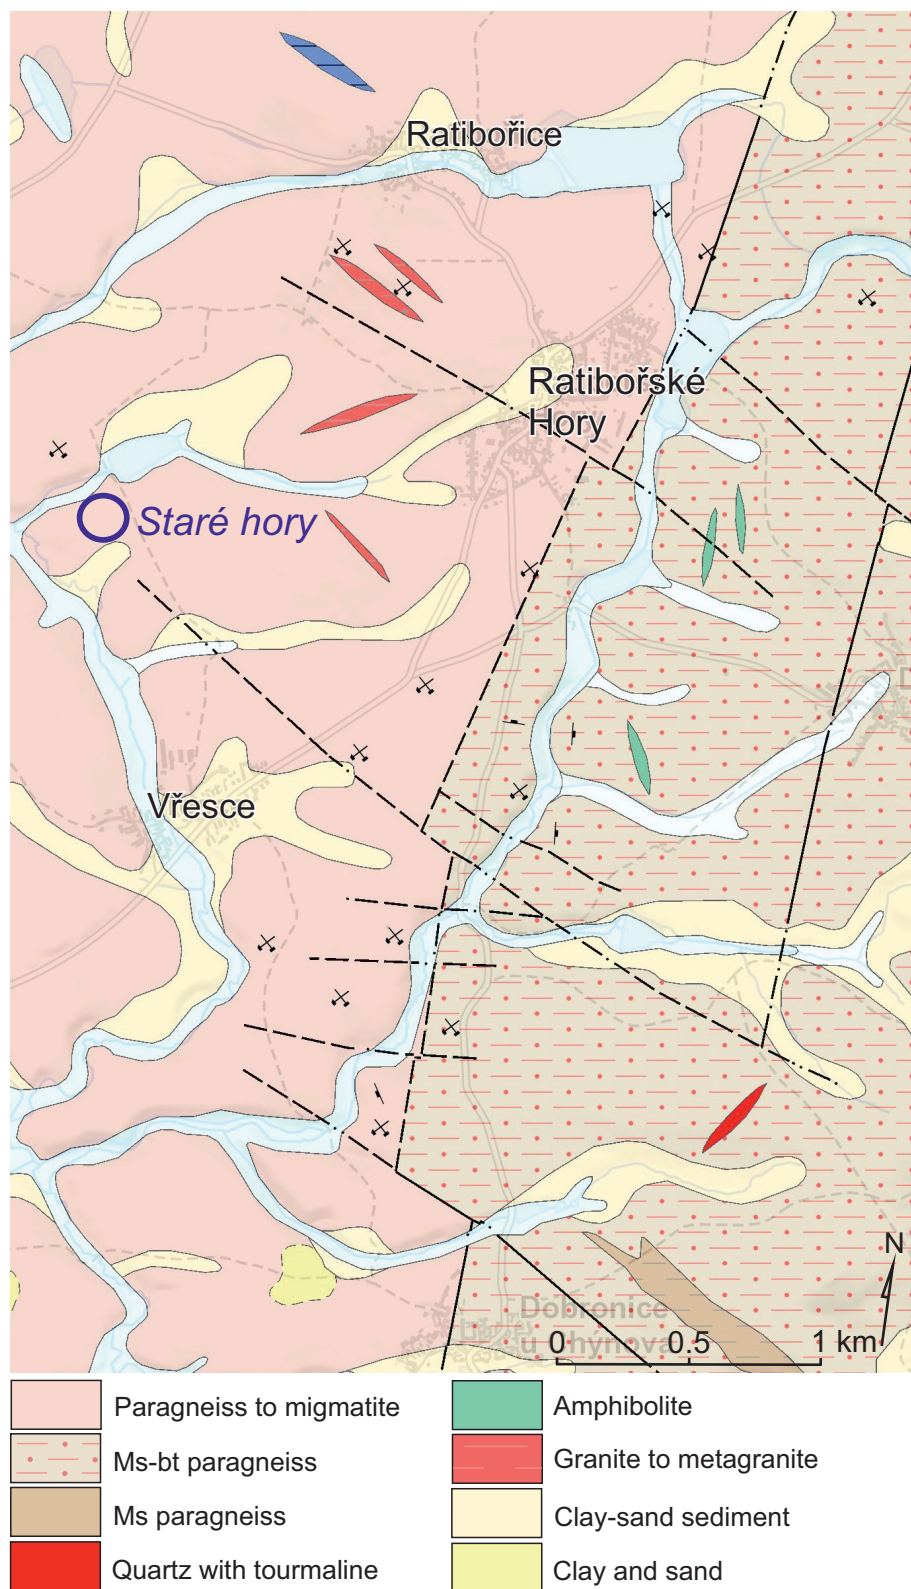 Ratibořice
Ratibořské
Hory
Staré hory
D
Vřesce
N
Dobronice
u Chýnova
0 0.5 1 km
Paragneiss to migmatite
Amphibolite
Ms-bt paragneiss
Granite to metagranite
Ms paragneiss
Clay-sand sediment
Quartz with tourmaline
Clay and sand